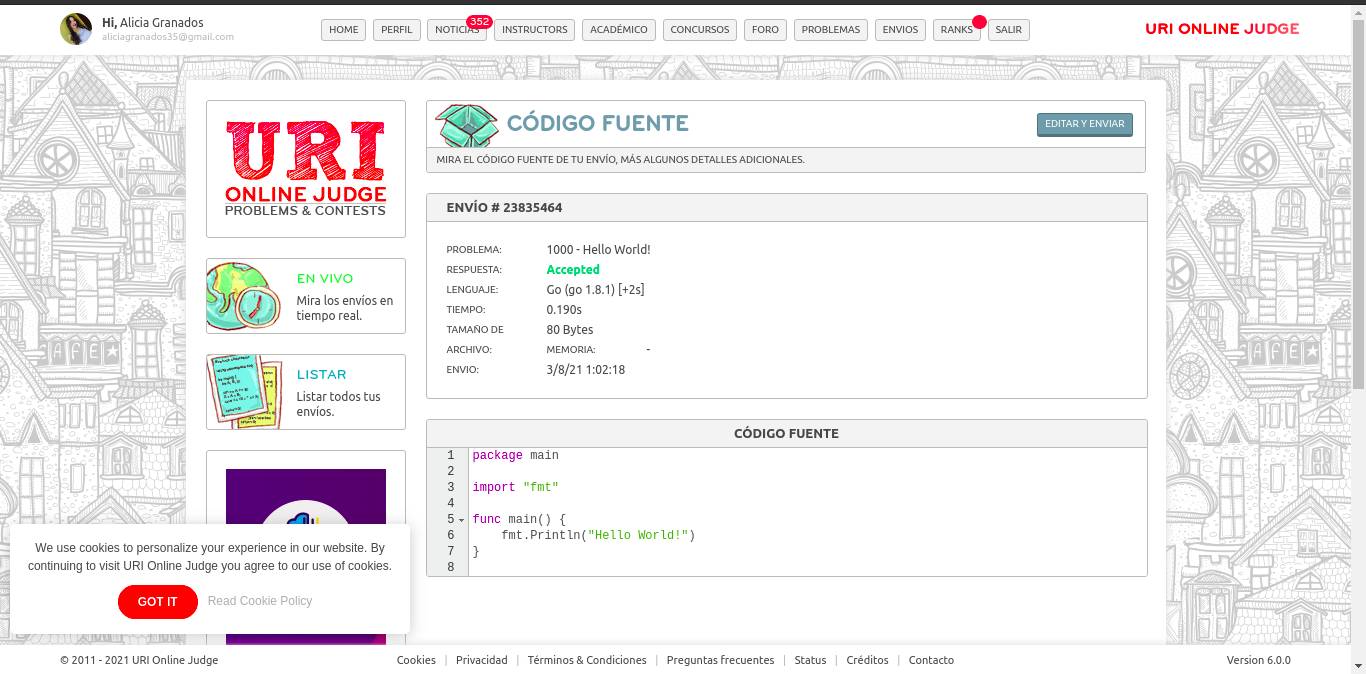 Hi, Alicia Granados
aliciagranados35@gmail.com
HOME
PERFIL
NOTICIAS
352
INSTRUCTORS
ACADÉMICO
CONCURSOS
FORO
PROBLEMAS
ENVIOS
RANKS
SALIR
URI ONLINE JUDGE
URI
ONLINE JUDGE
PROBLEMS & CONTESTS
EN VIVO
Mira los envíos en
tiempo real.
LISTAR
Listar todos tus
envíos.
CÓDIGO FUENTE
EDITAR Y ENVIAR
MIRA EL CÓDIGO FUENTE DE TU ENVÍO, MÁS ALGUNOS DETALLES ADICIONALES.
ENVÍO # 23835464
PROBLEMA: 1000 - Hello World!
RESPUESTA: Accepted
LENGUAJE: Go (go 1.8.1) [+2s]
TIEMPO: 0.190s
TAMAÑO DE 80 Bytes
ARCHIVO: MEMORIA: -
ENVIO: 3/8/21 1:02:18
CÓDIGO FUENTE
1 package main
2
3 import "fmt"
4
5 func main() {
6     fmt.Println("Hello World!")
7 }
8
CAFE
CAFE
We use cookies to personalize your experience in our website. By
continuing to visit URI Online Judge you agree to our use of cookies.
GOT IT
Read Cookie Policy
© 2011 - 2021 URI Online Judge
Cookies | Privacidad | Términos & Condiciones | Preguntas frecuentes | Status | Créditos | Contacto
Version 6.0.0